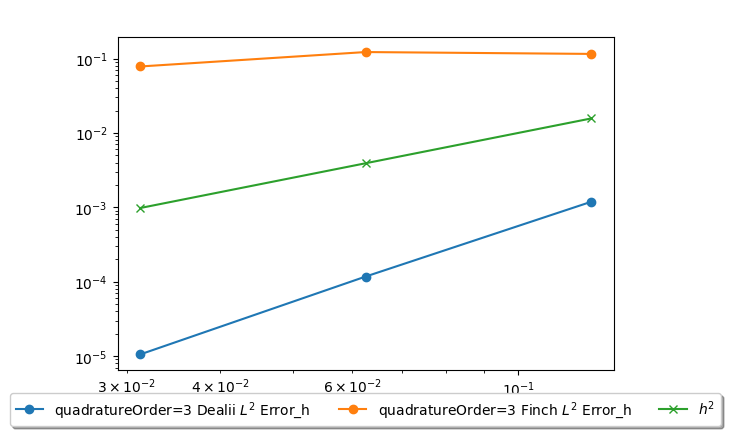 10⁻¹
10⁻²
10⁻³
10⁻⁴
10⁻⁵
3 × 10⁻² 4 × 10⁻² 6 × 10⁻² 10⁻¹
quadratureOrder=3 Dealii L² Error_h quadratureOrder=3 Finch L² Error_h h²